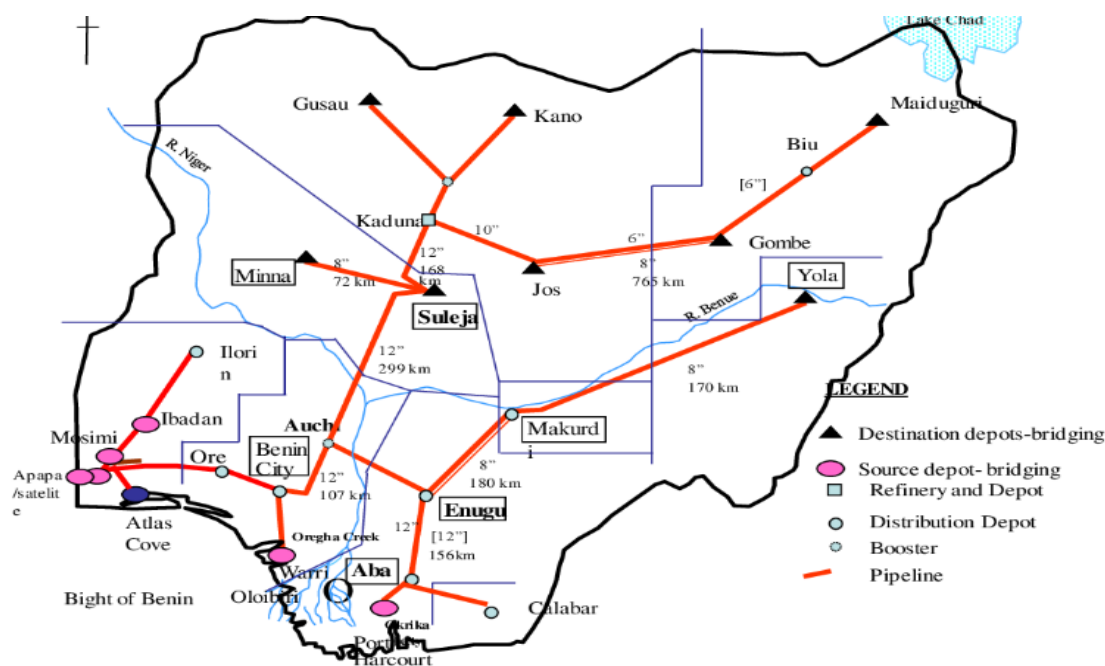 Lake Chad
Gusau
Kano
Maiduguri
Biu
R. Niger
[6”]
Kaduna
10”
6”
Gombe
12”
168
km
8”
765 km
Minna
8”
72 km
Jos
Yola
Suleja
R. Benue
12”
299 km
8”
170 km
Ilori
n
LEGEND
Ibadan
Mosimi
Auchi
Makurd
i
Destination depots-bridging
Ore
Benin
City
Apapa
/satelit
e
12”
107 km
8”
180 km
Source depot- bridging
Refinery and Depot
Enugu
Atlas
Cove
Oregha Creek
12”
[12”]
156km
Distribution Depot
Booster
Warri
Aba
Pipeline
Bight of Benin
Oloibiri
Calabar
Okrika
Port
Harcourt